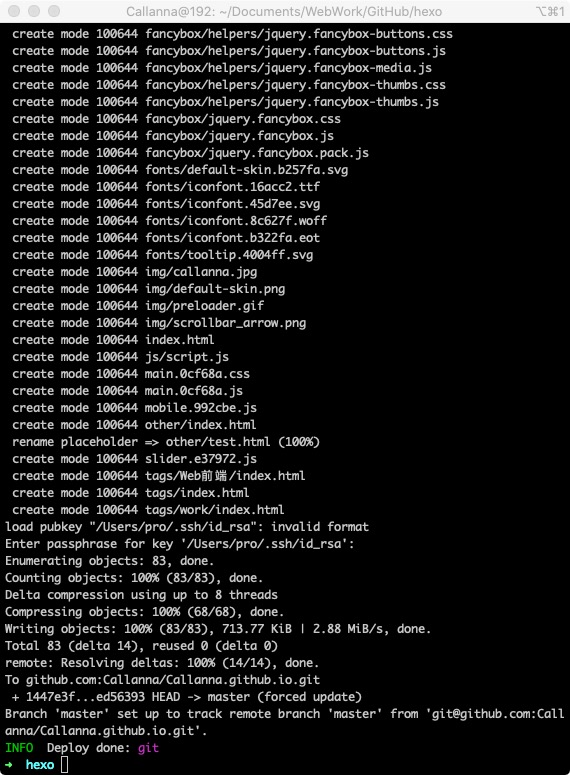 Callanna@192: ~/Documents/WebWork/GitHub/hexo
⌥⌘1
create mode 100644 fancybox/helpers/jquery.fancybox-buttons.css
create mode 100644 fancybox/helpers/jquery.fancybox-buttons.js
create mode 100644 fancybox/helpers/jquery.fancybox-media.js
create mode 100644 fancybox/helpers/jquery.fancybox-thumbs.css
create mode 100644 fancybox/helpers/jquery.fancybox-thumbs.js
create mode 100644 fancybox/jquery.fancybox.css
create mode 100644 fancybox/jquery.fancybox.js
create mode 100644 fancybox/jquery.fancybox.pack.js
create mode 100644 fonts/default-skin.b257fa.svg
create mode 100644 fonts/iconfont.16acc2.ttf
create mode 100644 fonts/iconfont.45d7ee.svg
create mode 100644 fonts/iconfont.8c627f.woff
create mode 100644 fonts/iconfont.b322fa.eot
create mode 100644 fonts/tooltip.4004ff.svg
create mode 100644 img/callanna.jpg
create mode 100644 img/default-skin.png
create mode 100644 img/preloader.gif
create mode 100644 img/scrollbar_arrow.png
create mode 100644 index.html
create mode 100644 js/script.js
create mode 100644 main.0cf68a.css
create mode 100644 main.0cf68a.js
create mode 100644 mobile.992cbe.js
create mode 100644 other/index.html
rename placeholder => other/test.html (100%)
create mode 100644 slider.e37972.js
create mode 100644 tags/Web前端/index.html
create mode 100644 tags/index.html
create mode 100644 tags/work/index.html
load pubkey "/Users/pro/.ssh/id_rsa": invalid format
Enter passphrase for key '/Users/pro/.ssh/id_rsa':
Enumerating objects: 83, done.
Counting objects: 100% (83/83), done.
Delta compression using up to 8 threads
Compressing objects: 100% (68/68), done.
Writing objects: 100% (83/83), 713.77 KiB | 2.88 MiB/s, done.
Total 83 (delta 14), reused 0 (delta 0)
remote: Resolving deltas: 100% (14/14), done.
To github.com:Callanna/Callanna.github.io.git
+ 1447e3f...ed56393 HEAD -> master (forced update)
Branch 'master' set up to track remote branch 'master' from 'git@github.com:Call
anna/Callanna.github.io.git'.
INFO  Deploy done: git
➜  hexo